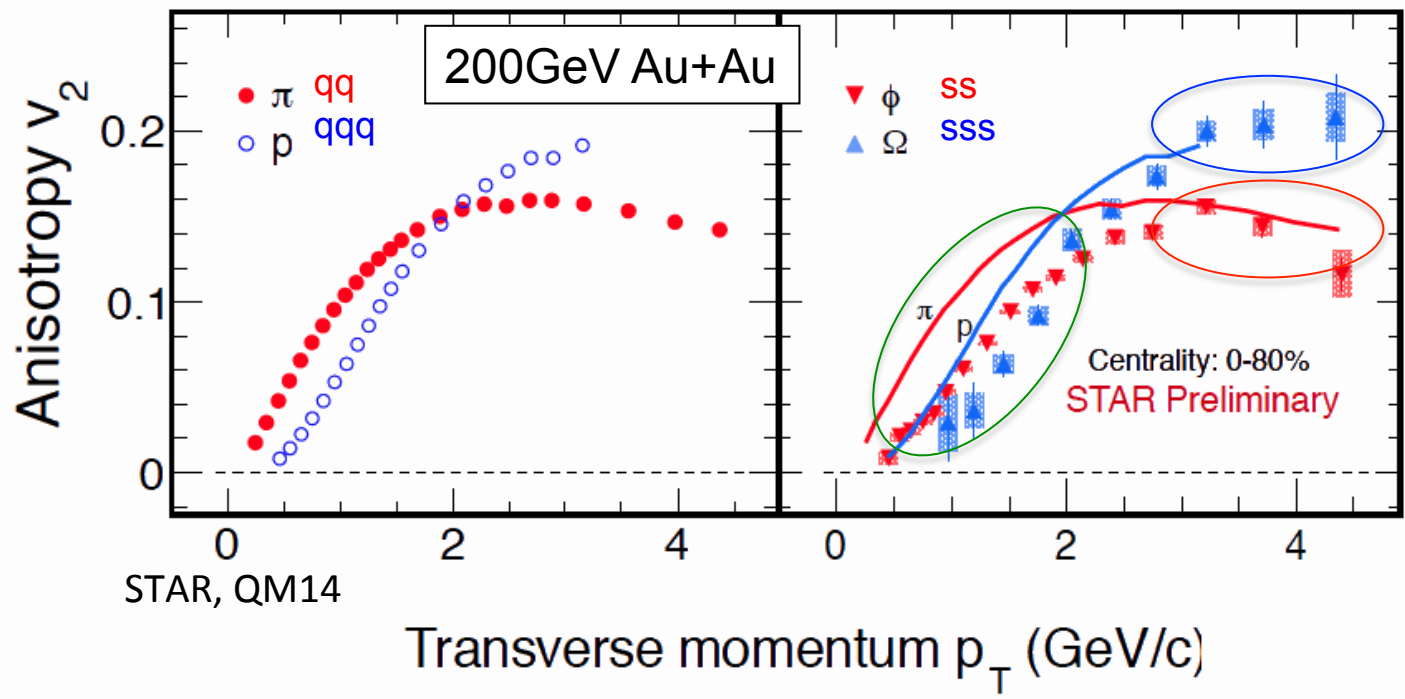 200GeV Au+Au
π qq
p qqq
ϕ ss
Ω sss
Anisotropy v2
0.2
0.1
0
π
p
Centrality: 0-80%
STAR Preliminary
0 2 4
0 2 4
STAR, QM14
Transverse momentum pT (GeV/c)